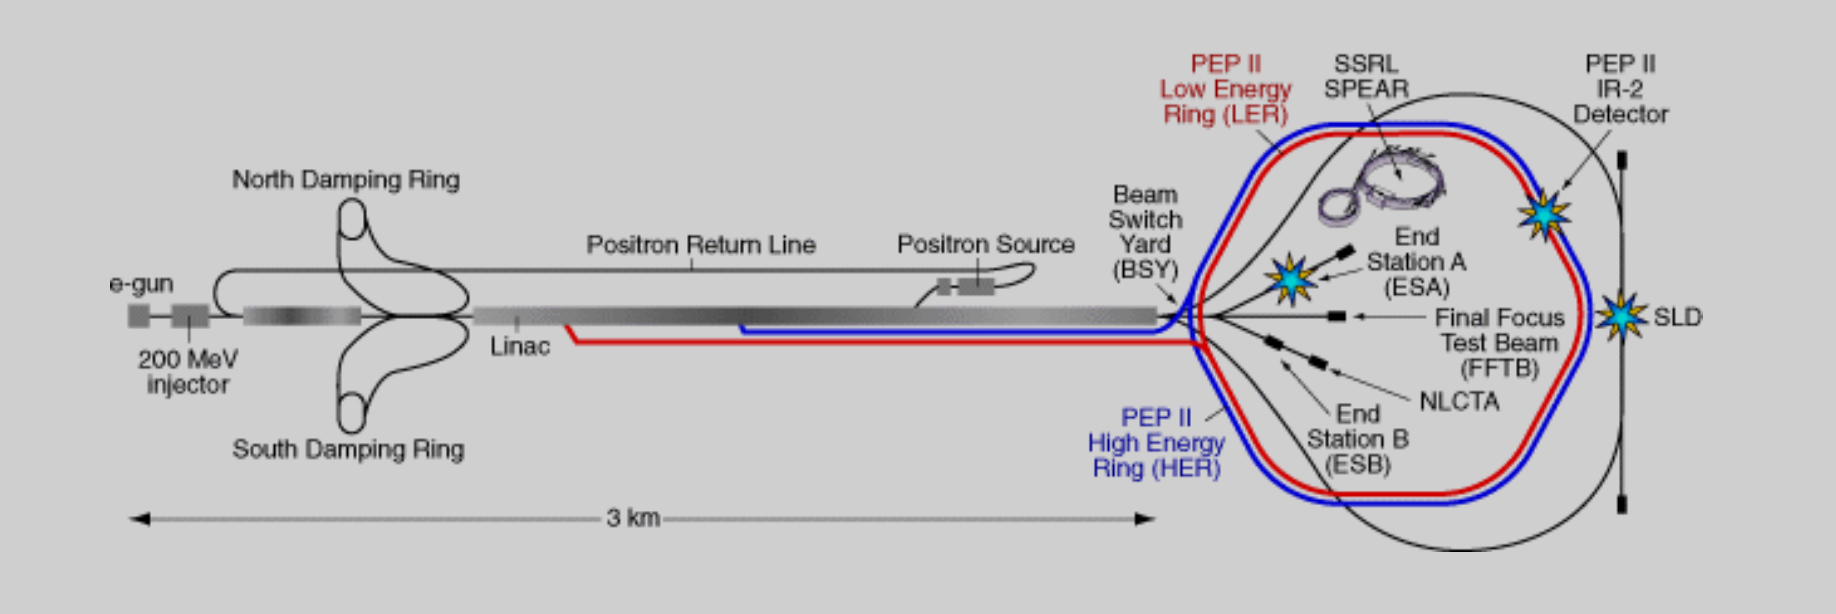 North Damping Ring
e-gun
200 MeV
injector
South Damping Ring
Positron Return Line
Positron Source
Linac
3 km
Beam
Switch
Yard
(BSY)
PEP II
Low Energy
Ring (LER)
SSRL
SPEAR
PEP II
IR-2
Detector
End
Station A
(ESA)
Final Focus
Test Beam
(FFTB)
SLD
NLCTA
End
Station B
(ESB)
PEP II
High Energy
Ring (HER)